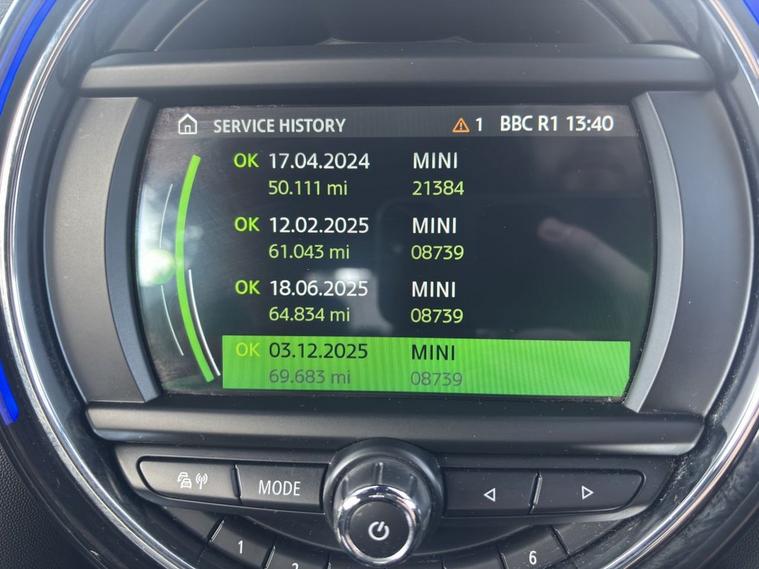 SERVICE HISTORY 1 BBC R1 13:40
OK 17.04.2024 MINI
50.111 mi 21384
OK 12.02.2025 MINI
61.043 mi 08739
OK 18.06.2025 MINI
64.834 mi 08739
OK 03.12.2025 MINI
69.683 mi 08739
MODE
1 2 6